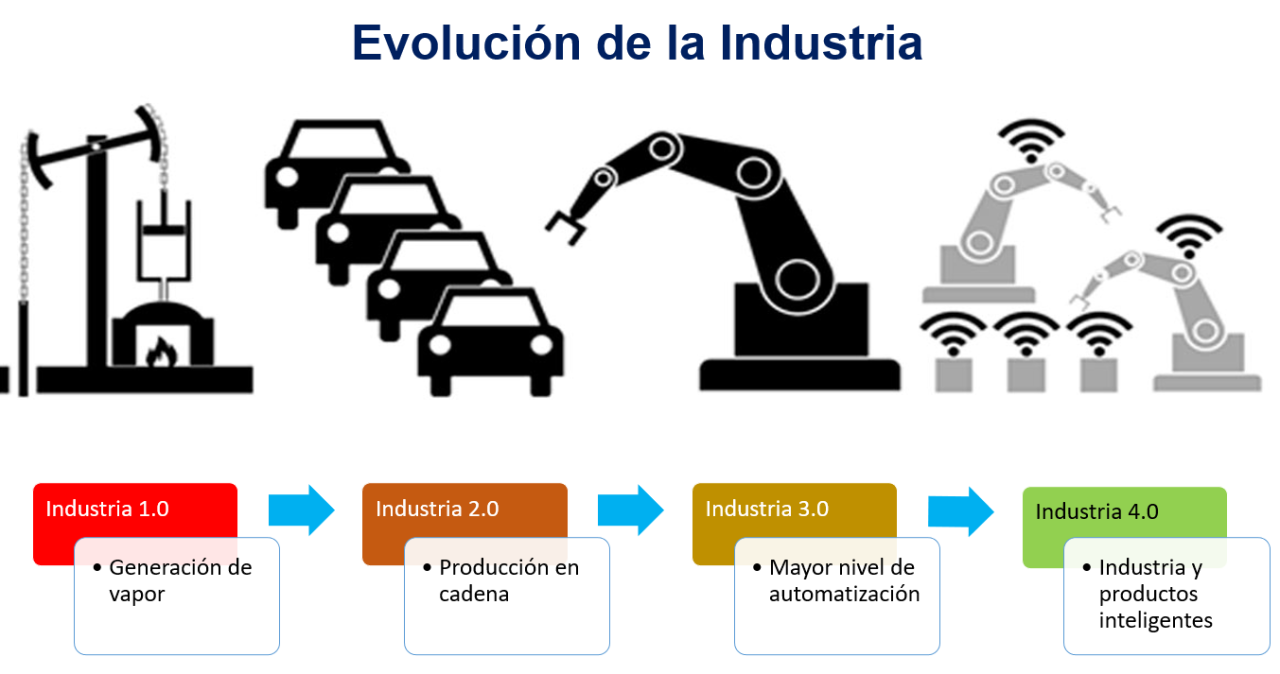 Evolución de la Industria
Industria 1.0
• Generación de
vapor
Industria 2.0
• Producción en
cadena
Industria 3.0
• Mayor nivel de
automatización
Industria 4.0
• Industria y
productos
inteligentes